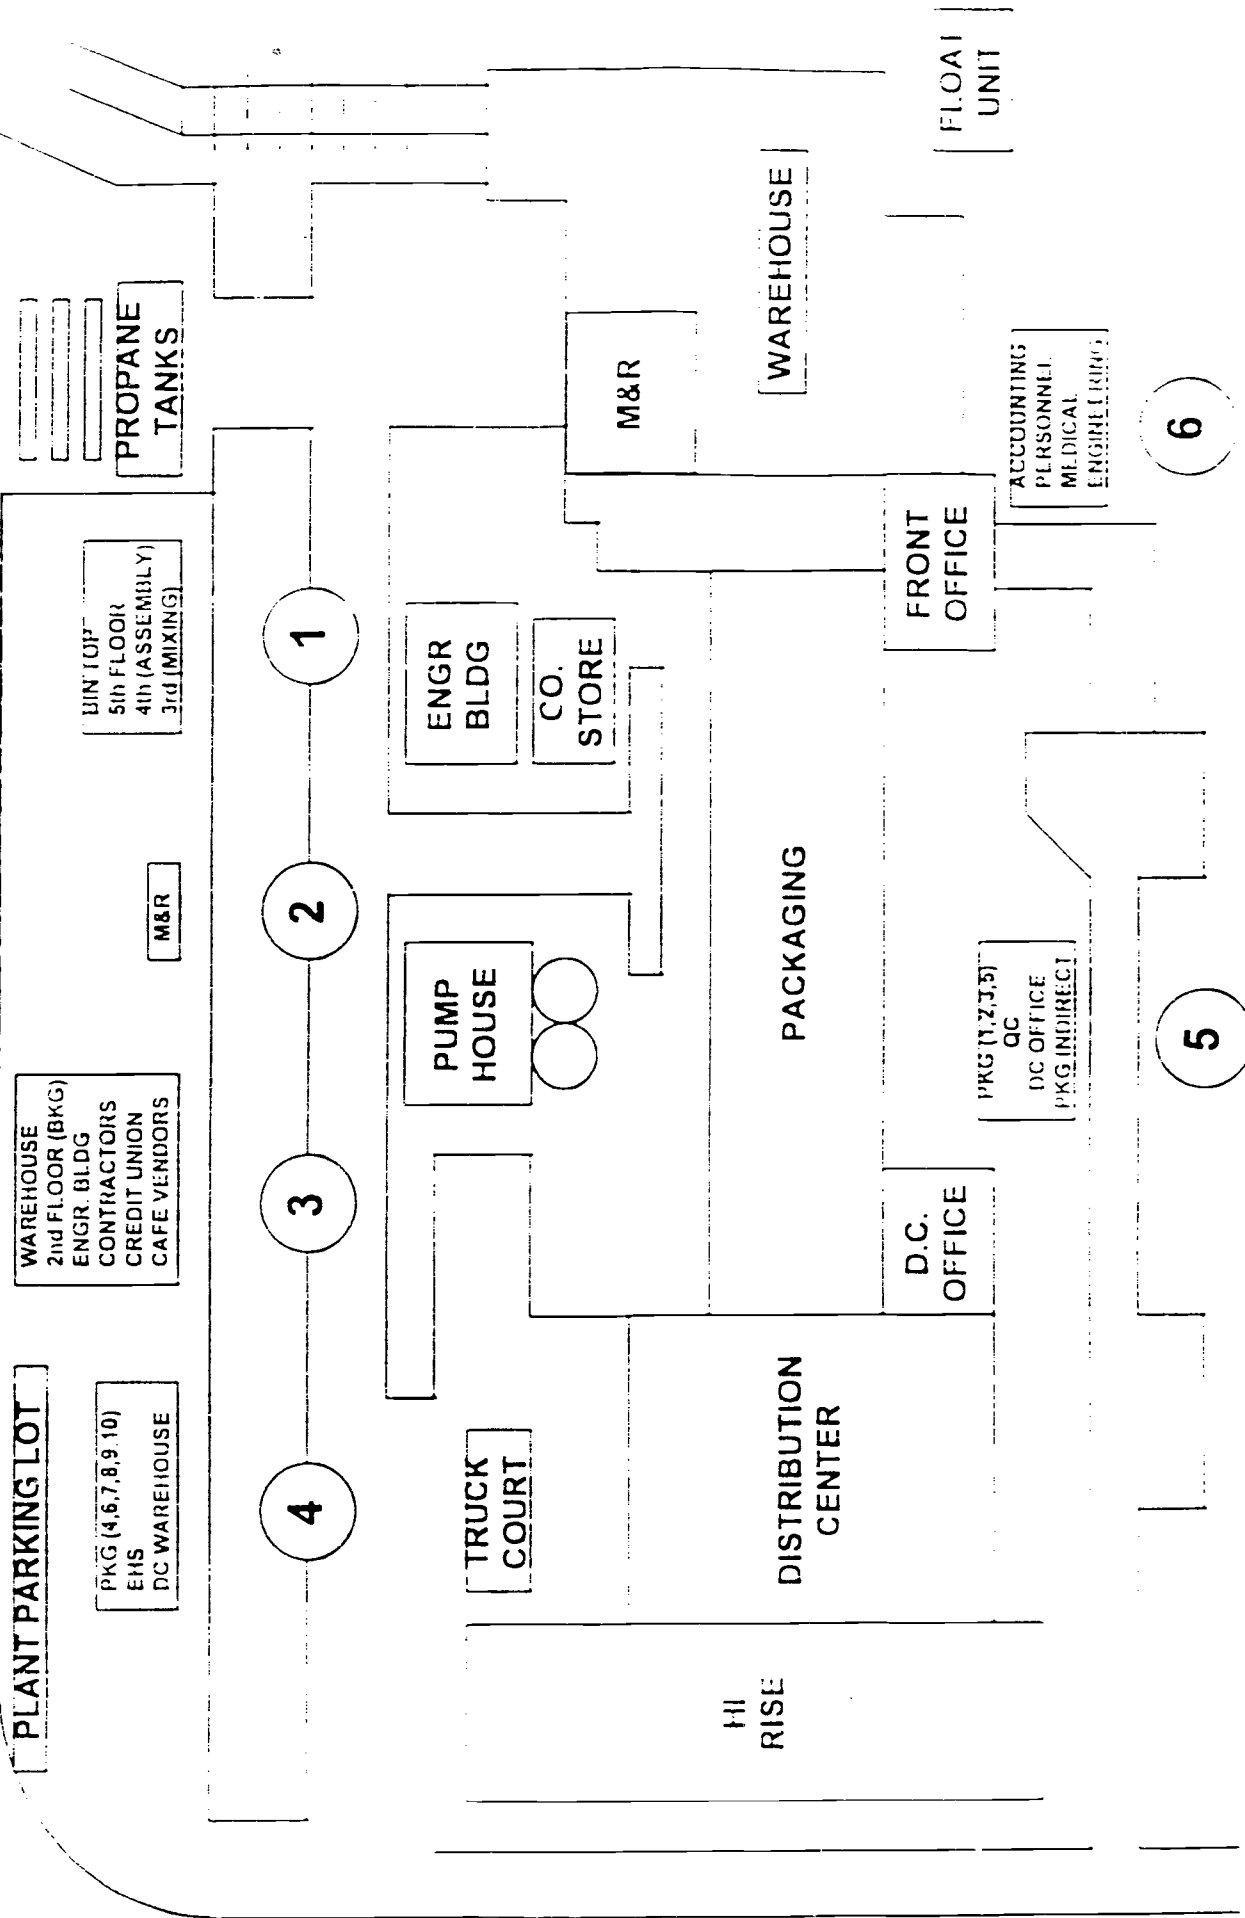 PLANT PARKING LOT
PKG (4,6,7,8,9,10)
EHS
DC WAREHOUSE
WAREHOUSE
2nd FLOOR (BKG)
ENGR. BLDG
CONTRACTORS
CREDIT UNION
CAFE VENDORS
M&R
BIN TOP
5th FLOOR
4th (ASSEMBLY)
3rd (MIXING)
PROPANE
TANKS
4
3
2
1
TRUCK
COURT
PUMP
HOUSE
ENGR
BLDG
CO.
STORE
M&R
HI
RISE
DISTRIBUTION
CENTER
PACKAGING
WAREHOUSE
D.C.
OFFICE
FRONT
OFFICE
FLOAT
UNIT
PKG (1,2,3,5)
QC
DC OFFICE
PKG INDIRECT
ACCOUNTING
PERSONNEL
MEDICAL
ENGINEERING
5
6